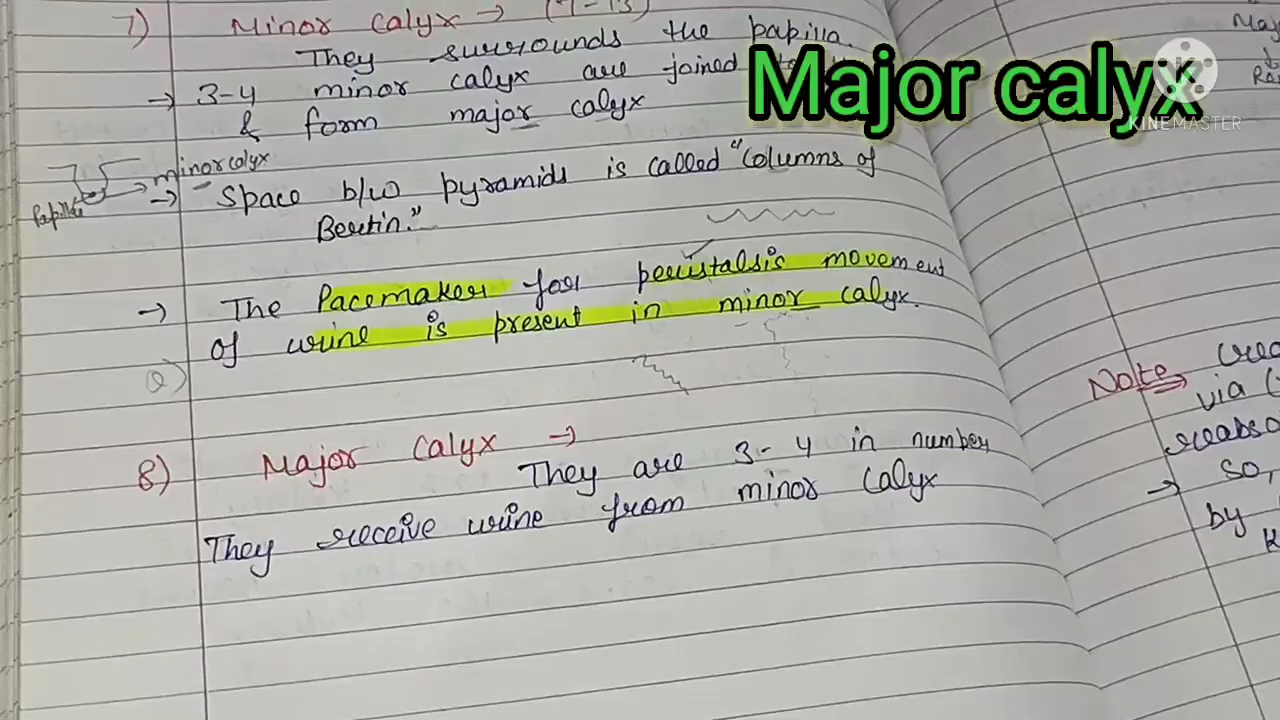 7) Minor Calyx →
They surrounds the papilla.
→ 3-4 minor calyx are joined
& form major calyx
minor calyx
Papilla
→ Space b/w pyramids is called "Columns of
Bertin."
→ The Pacemaker for peristalsis movement
of urine is present in minor calyx.
8) Major Calyx →
They are 3-4 in number,
They receive urine from minor calyx
Major calyx
KINEMASTER
Note
via
so,
by